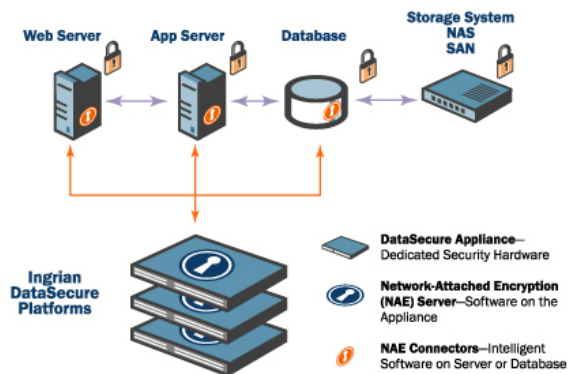 Web Server
App Server
Database
Storage System
NAS
SAN
Ingrian
DataSecure
Platforms
DataSecure Appliance—
Dedicated Security Hardware
Network-Attached Encryption
(NAE) Server—Software on the
Appliance
NAE Connectors—Intelligent
Software on Server or Database